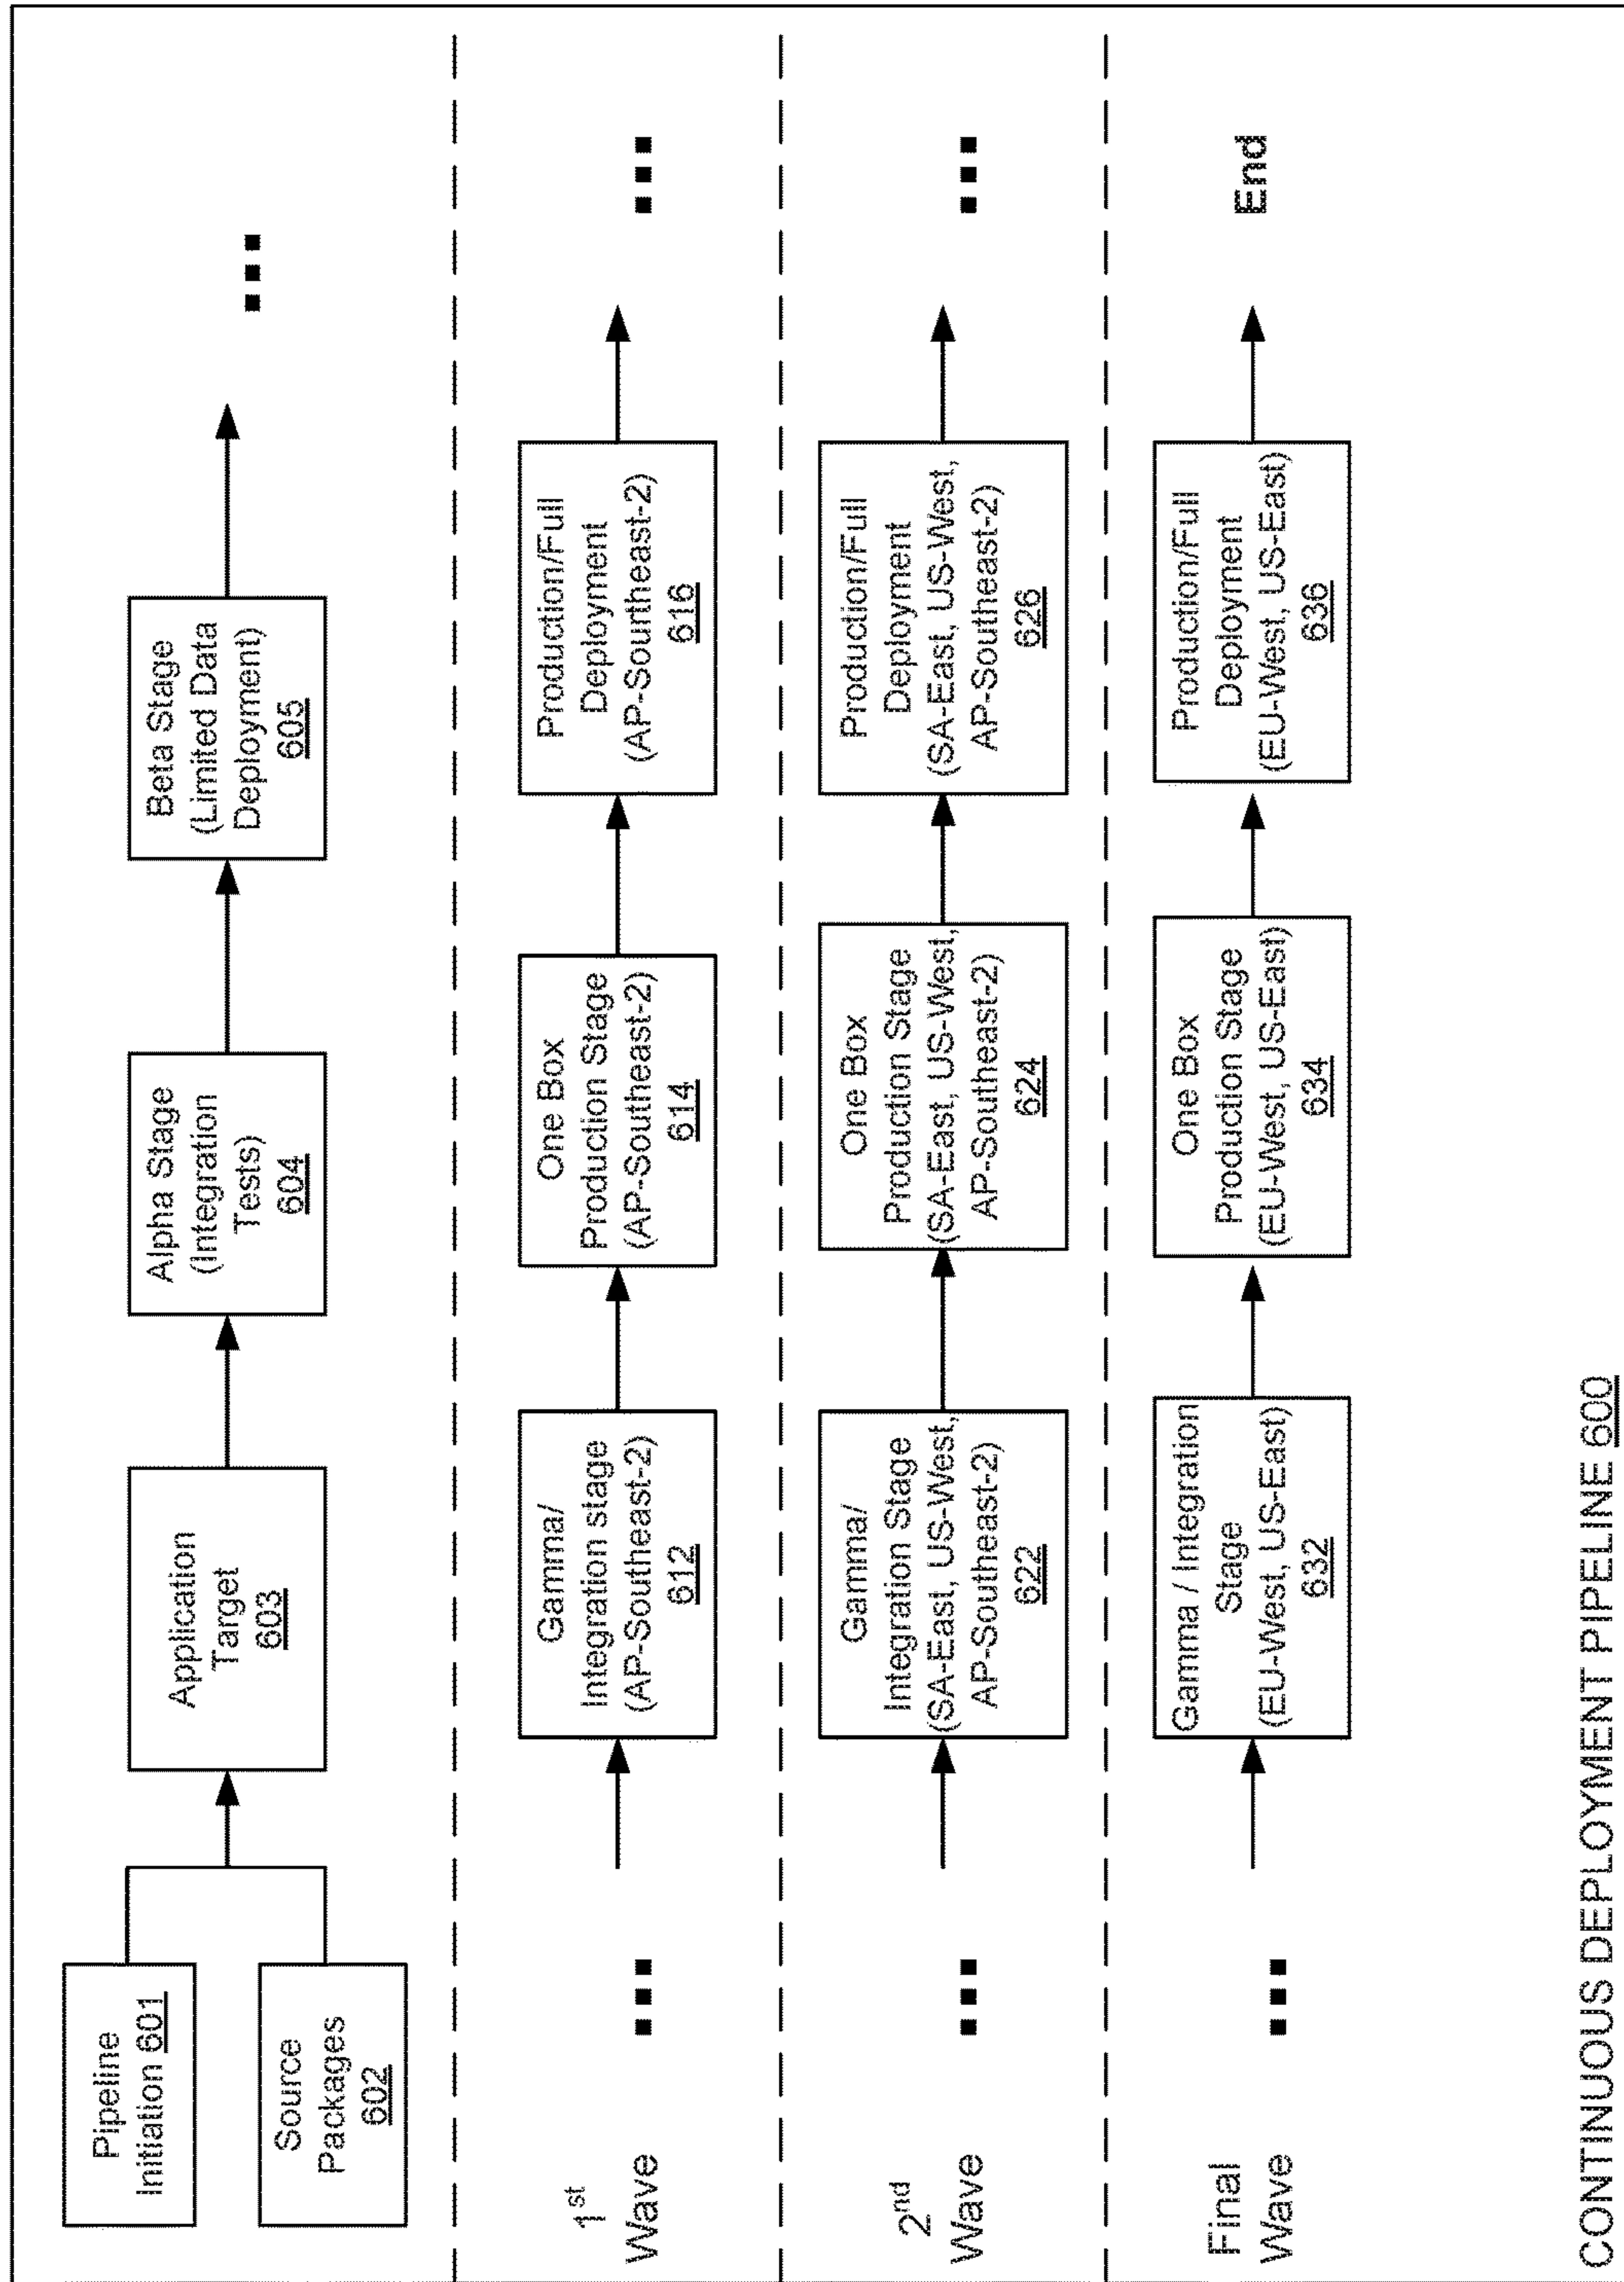 Pipeline
Initiation 601
Source
Packages
602
Application
Target
603
Alpha Stage
(Integration
Tests)
604
Beta Stage
(Limited Data
Deployment)
605
1st
Wave
Gamma/
Integration stage
(AP-Southeast-2)
612
One Box
Production Stage
(AP-Southeast-2)
614
Production/Full
Deployment
(AP-Sourtheast-2)
616
2nd
Wave
Gamma/
Integration Stage
(SA-East, US-West,
AP-Southeast-2)
622
One Box
Production Stage
(SA-East, US-West,
AP-Southeast-2)
624
Production/Full
Deployment
(SA-East, US-West,
AP-Southeast-2)
626
Final
Wave
Gamma / Integration
Stage
(EU-West, US-East)
632
One Box
Production Stage
(EU-West, US-East)
634
Production/Full
Deployment
(EU-West, US-East)
636
End
CONTINUOUS DEPLOYMENT PIPELINE 600